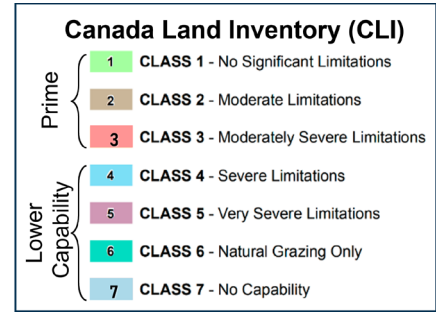 Canada Land Inventory (CLI)
Prime
1 CLASS 1 - No Significant Limitations
2 CLASS 2 - Moderate Limitations
3 CLASS 3 - Moderately Severe Limitations
Lower
Capability
4 CLASS 4 - Severe Limitations
5 CLASS 5 - Very Severe Limitations
6 CLASS 6 - Natural Grazing Only
7 CLASS 7 - No Capability